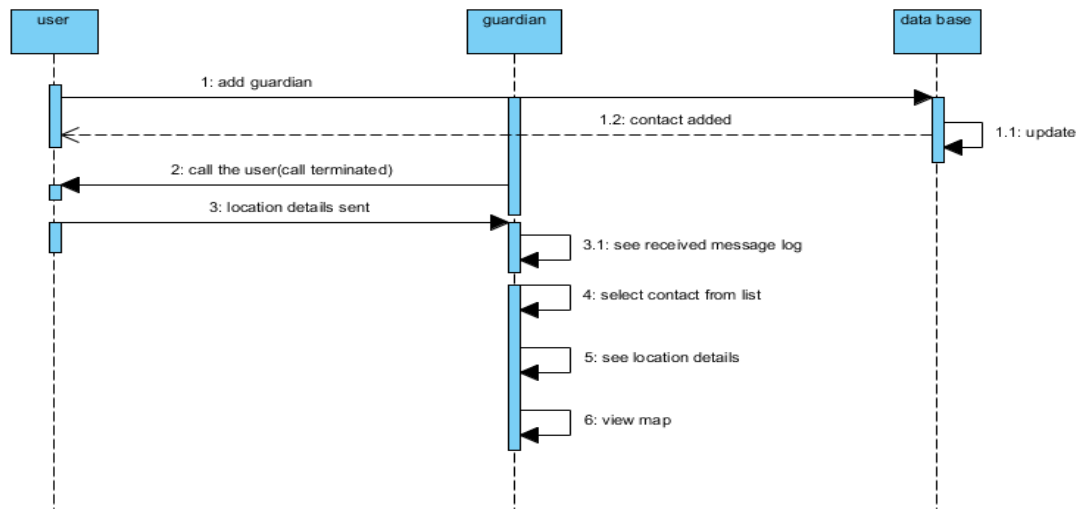 user
guardian
data base
1: add guardian
1.2: contact added
1.1: update
2: call the user(call terminated)
3: location details sent
3.1: see received message log
4: select contact from list
5: see location details
6: view map